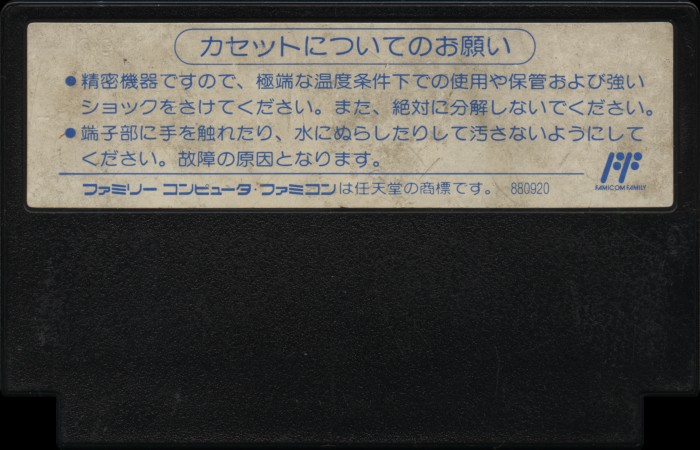 カセットについてのお願い
●精密機器ですので、極端な温度条件下での使用や保管および強い
ショックをさけてください。また、絶対に分解しないでください。
●端子部に手を触れたり、水にぬらしたりして汚さないようにして
ください。故障の原因となります。
FAMICOM FAMILY
ファミリー コンピュータ・ファミコンは任天堂の商標です。 880920